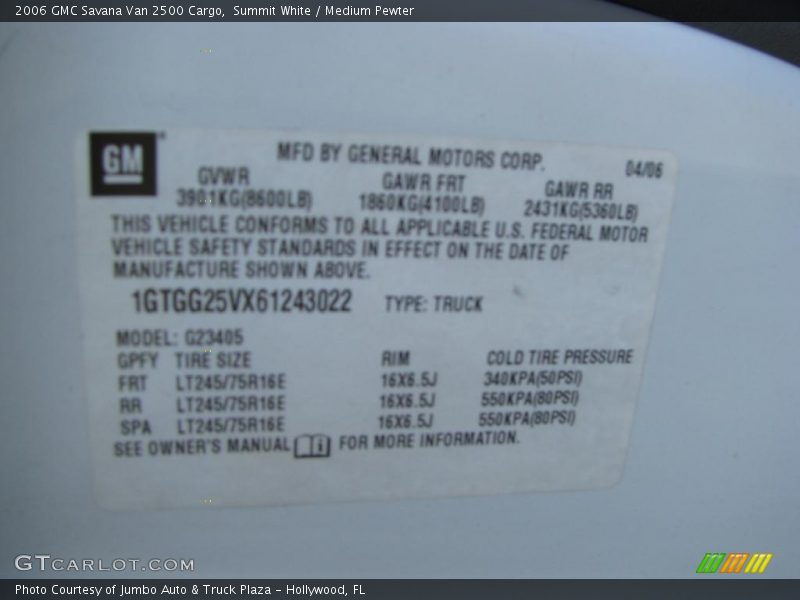 2006 GMC Savana Van 2500 Cargo,  Summit White / Medium Pewter
GM
MFD BY GENERAL MOTORS CORP. 04/06
GVWR GAWR FRT GAWR RR
3901KG(8600LB) 1860KG(4100LB) 2431KG(5360LB)
THIS VEHICLE CONFORMS TO ALL APPLICABLE U.S. FEDERAL MOTOR
VEHICLE SAFETY STANDARDS IN EFFECT ON THE DATE OF
MANUFACTURE SHOWN ABOVE.
1GTGG25VX61243022 TYPE: TRUCK
MODEL: G23405
GPFY TIRE SIZE RIM COLD TIRE PRESSURE
FRT LT245/75R16E 16X6.5J 340KPA(50PSI)
RR LT245/75R16E 16X6.5J 550KPA(80PSI)
SPA LT245/75R16E 16X6.5J 550KPA(80PSI)
SEE OWNER'S MANUAL FOR MORE INFORMATION.
GTCARLOT.COM
Photo Courtesy of Jumbo Auto & Truck Plaza - Hollywood, FL